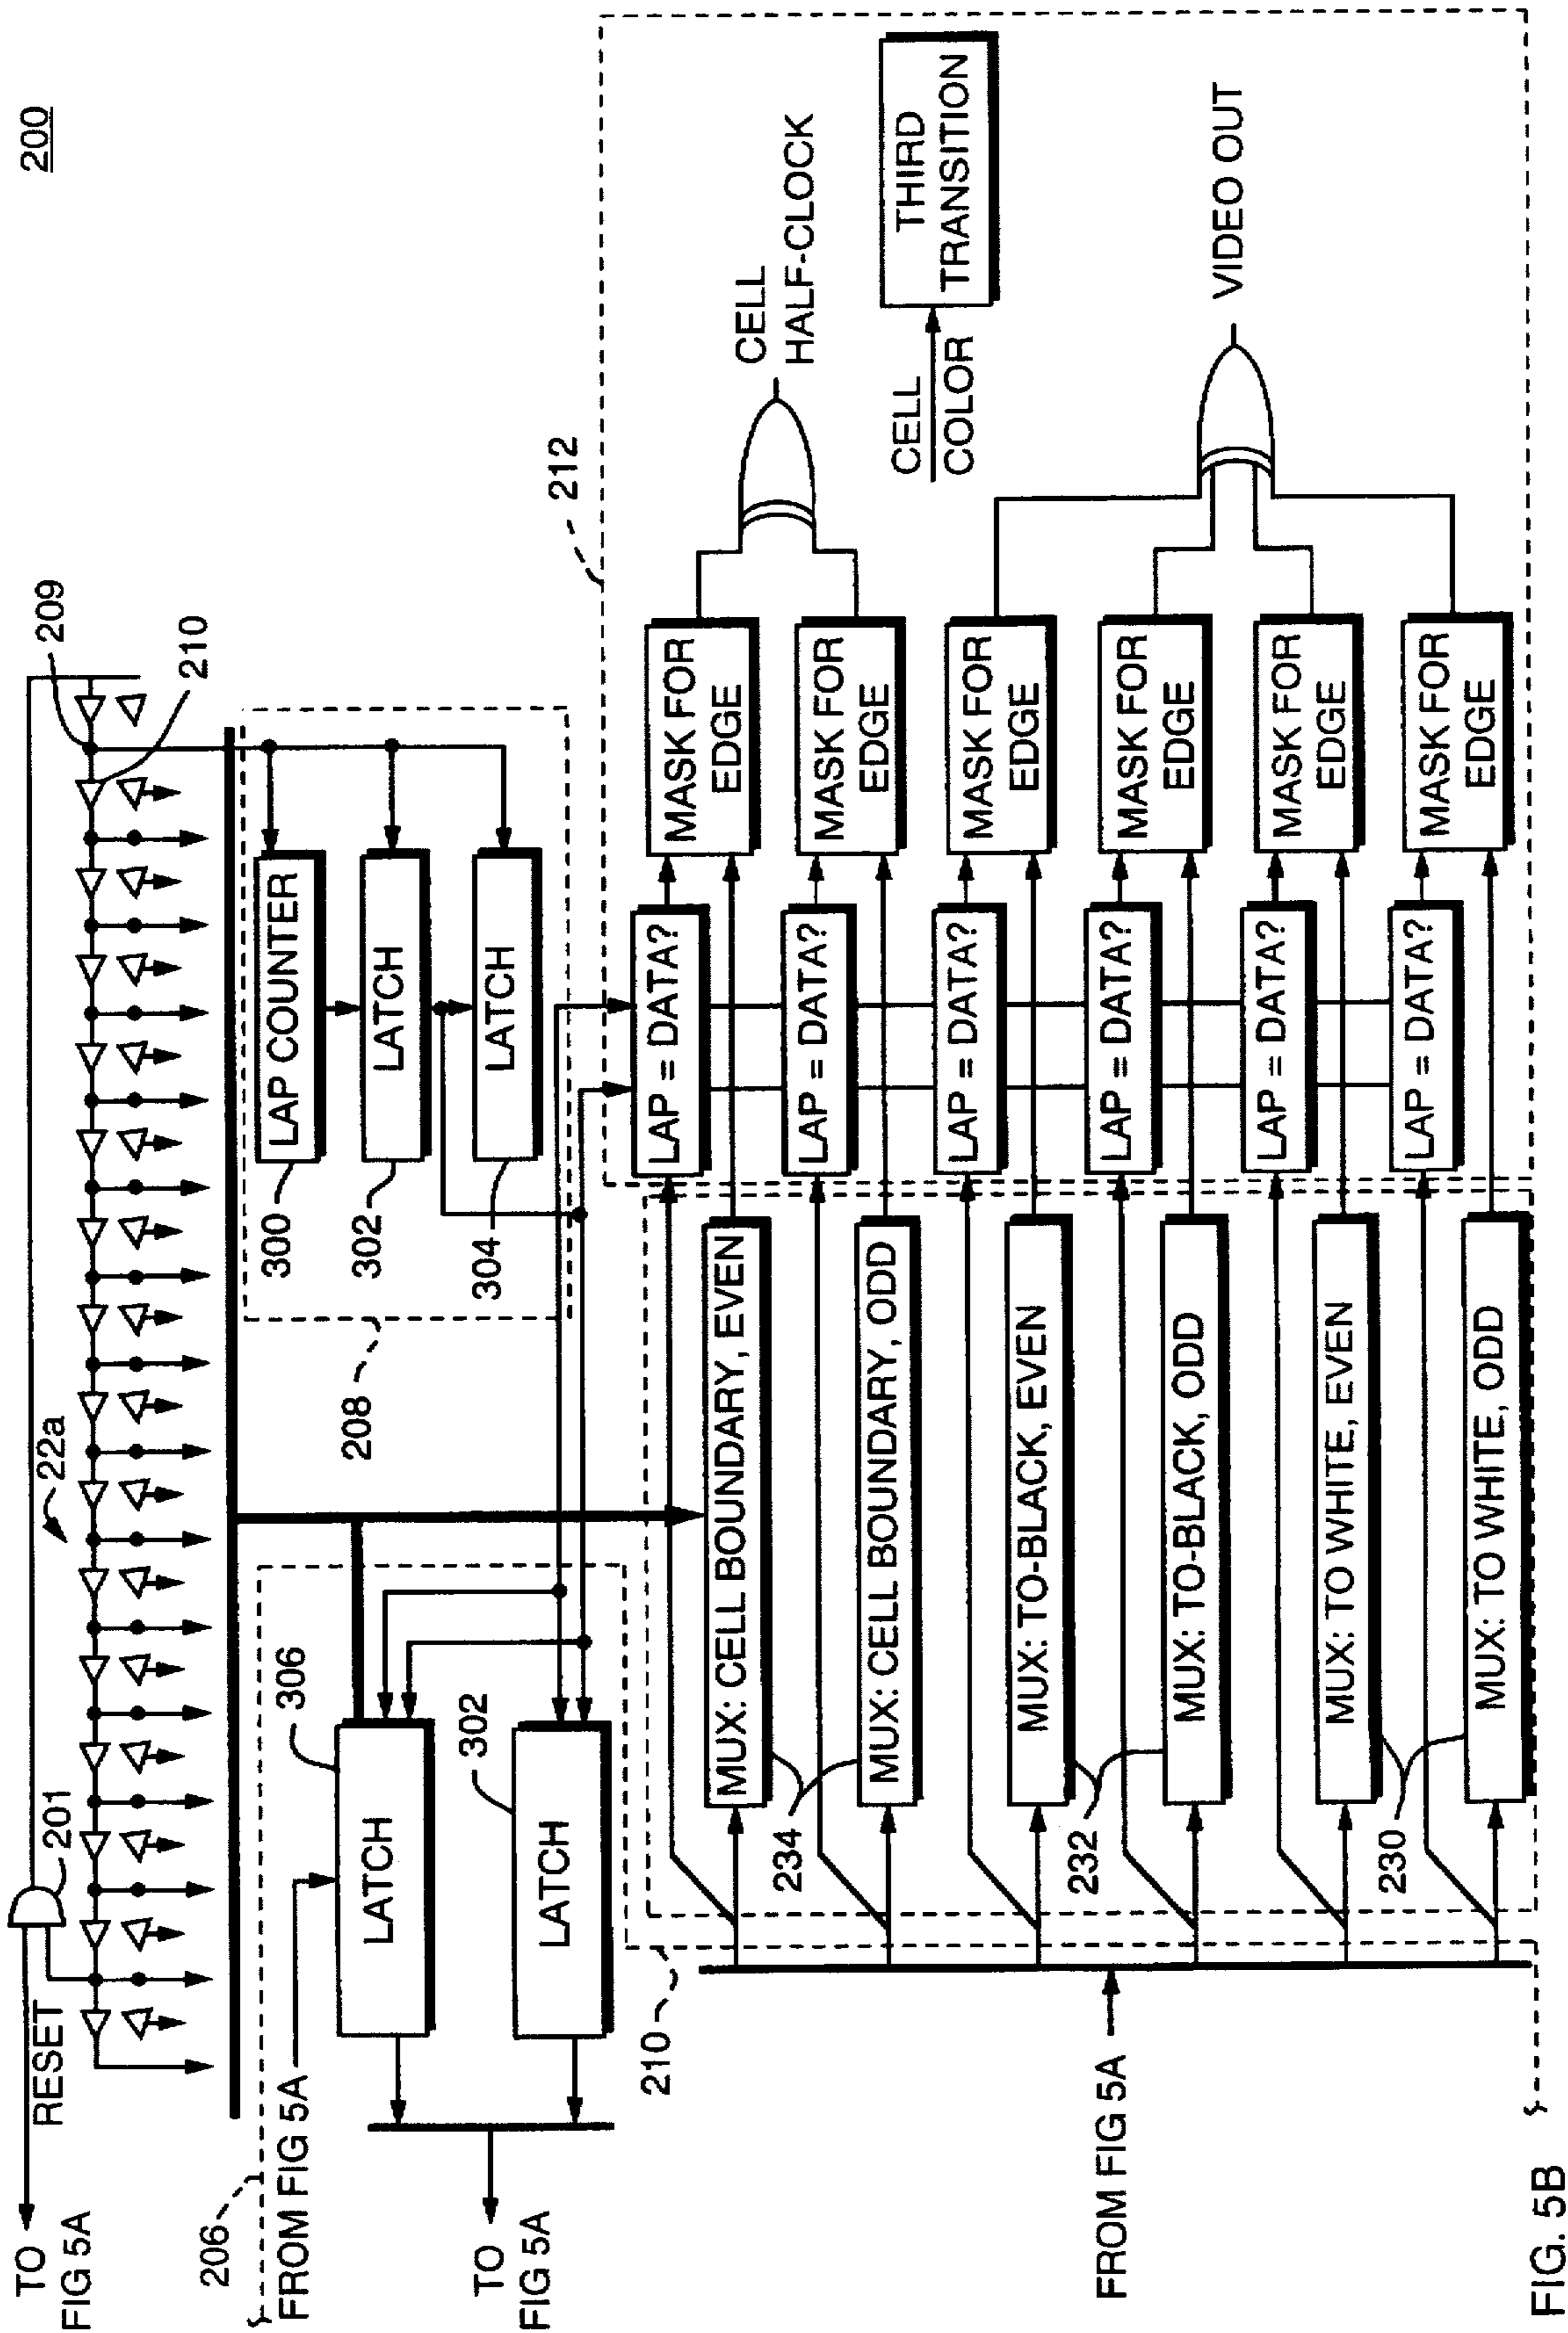 200
TO
FIG 5A
RESET
201
22a
209
210
206
FROM FIG 5A
306
LATCH
302
LATCH
TO
FIG 5A
208
300
LAP COUNTER
302
LATCH
304
LATCH
212
210
FROM FIG 5A
234
MUX: CELL BOUNDARY, EVEN
LAP = DATA?
MASK FOR
EDGE
MUX: CELL BOUNDARY, ODD
LAP = DATA?
MASK FOR
EDGE
CELL
HALF-CLOCK
232
MUX: TO-BLACK, EVEN
LAP = DATA?
MASK FOR
EDGE
MUX: TO-BLACK, ODD
LAP = DATA?
MASK FOR
EDGE
CELL
COLOR
THIRD
TRANSITION
230
MUX: TO WHITE, EVEN
LAP = DATA?
MASK FOR
EDGE
MUX: TO WHITE, ODD
LAP = DATA?
MASK FOR
EDGE
VIDEO OUT
FIG. 5B